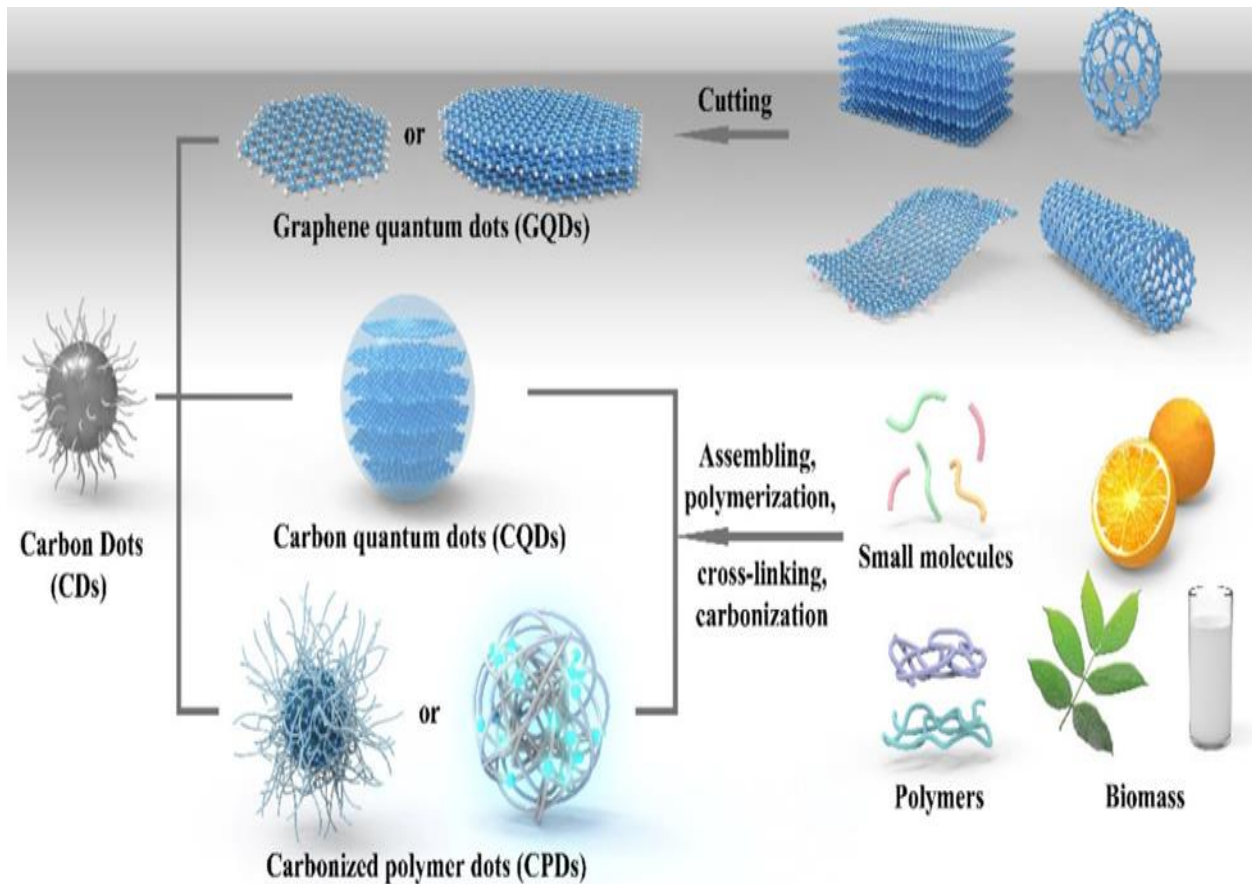 Cutting
or
Graphene quantum dots (GQDs)
Carbon Dots
(CDs)
Carbon quantum dots (CQDs)
Assembling,
polymerization,
cross-linking,
carbonization
Small molecules
or
Polymers
Biomass
Carbonized polymer dots (CPDs)